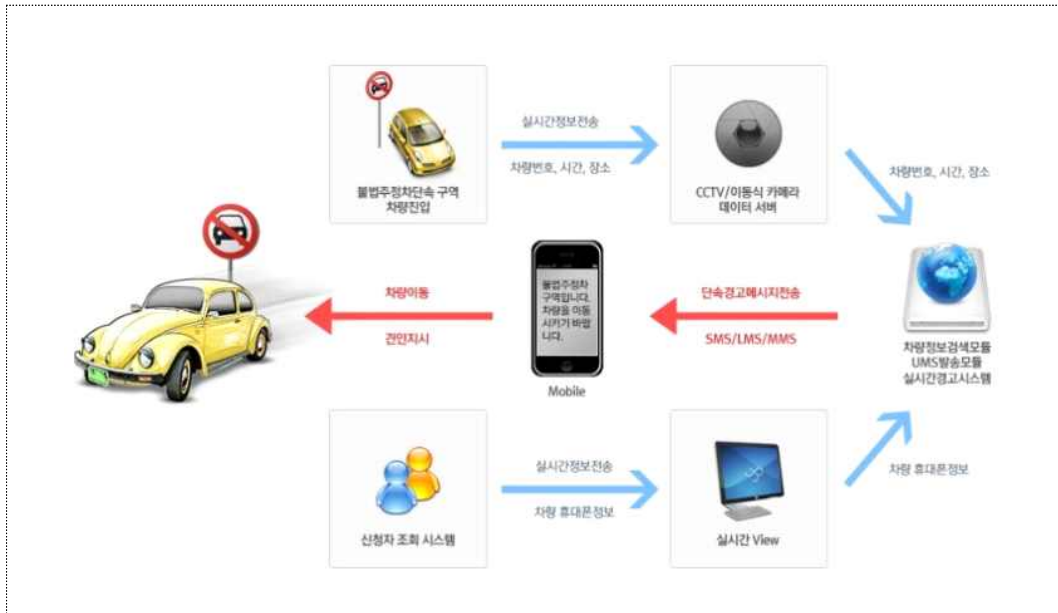 실시간정보전송
차량번호, 시간, 장소
불법주정차단속 구역
차량진입
CCTV/이동식 카메라
데이터 서버
차량번호, 시간, 장소
차량이동
견인지시
불법주정차
구역입니다.
차량을 이동
시키기 바랍
니다.
Mobile
단속경고메시지전송
SMS/LMS/MMS
차량정보검색모듈
UMS발송모듈
실시간경고시스템
신청자 조회 시스템
실시간정보전송
차량 휴대폰정보
실시간 View
차량 휴대폰정보